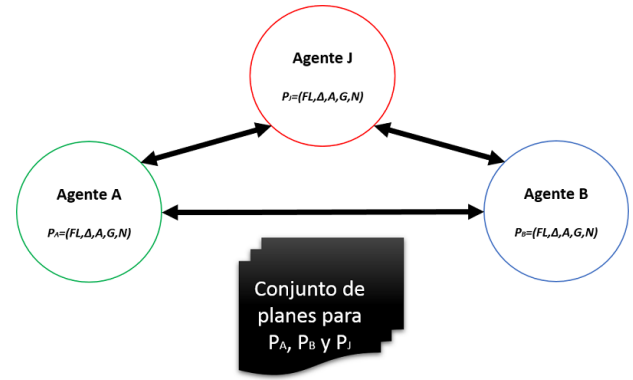 Agente J
PJ=(FL,Δ,A,G,N)
Agente A
PA=(FL,Δ,A,G,N)
Agente B
PB=(FL,Δ,A,G,N)
Conjunto de
planes para
PA, PB y PJ